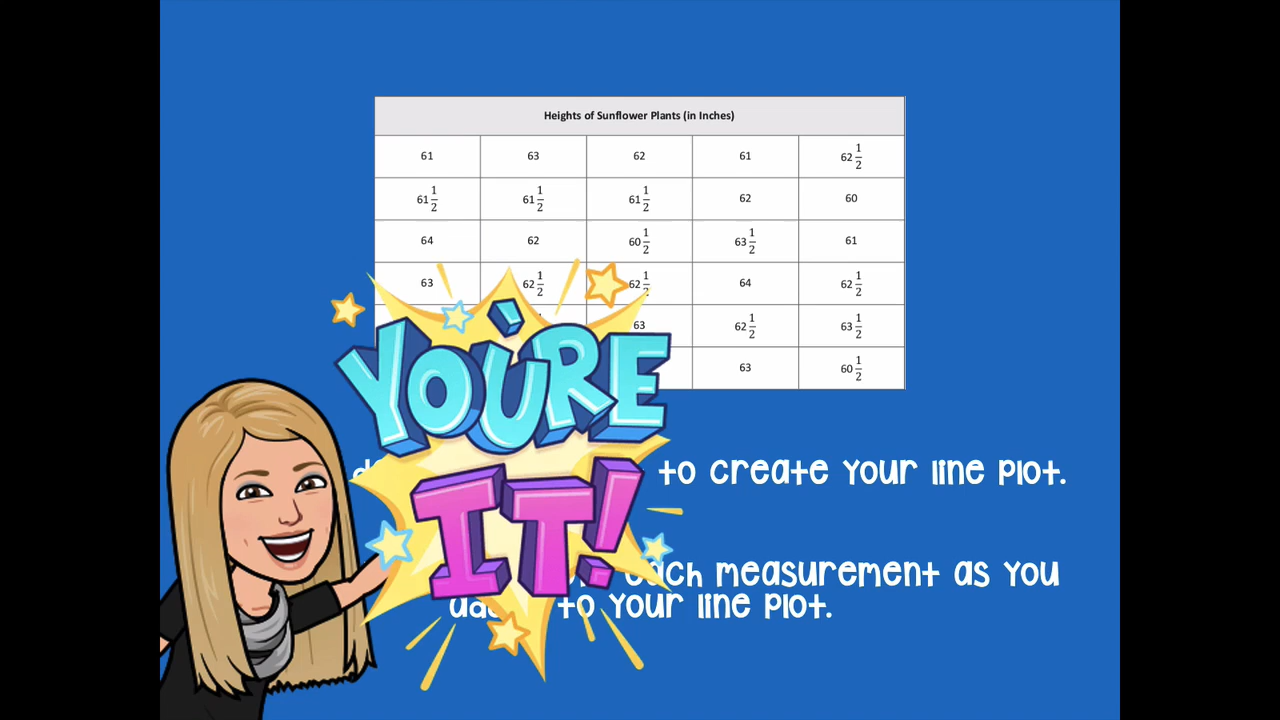 Heights of Sunflower Plants (in Inches)
61 63 62 61 62 1/2
61 1/2 61 1/2 61 1/2 62 60
64 62 60 1/2 63 1/2 61
63 62 1/2 62 1/2 64 62 1/2
63 62 1/2 63 1/2
63 60 1/2
YOU'RE
IT!
to create your line plot.
each measurement as you
to your line plot.